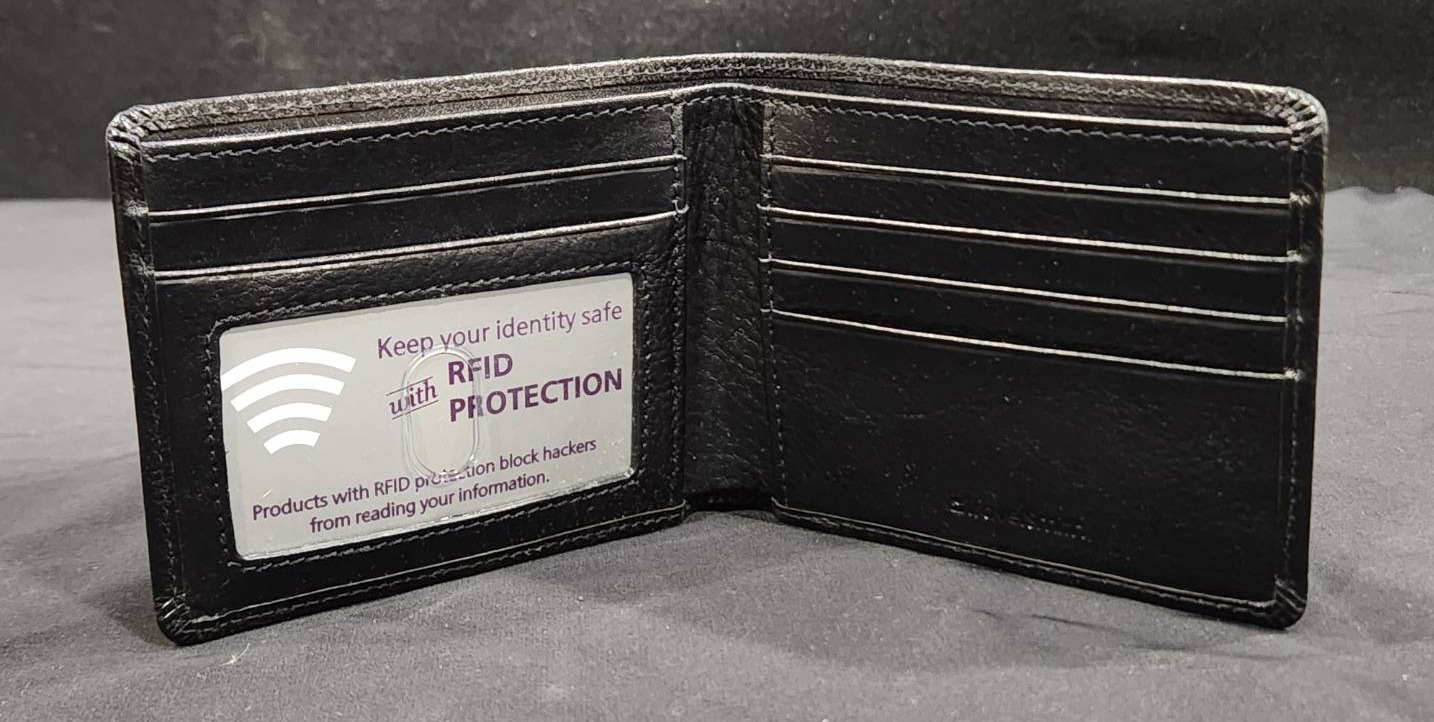 Keep your identity safe
with RFID
PROTECTION
Products with RFID protection block hackers
from reading your information.